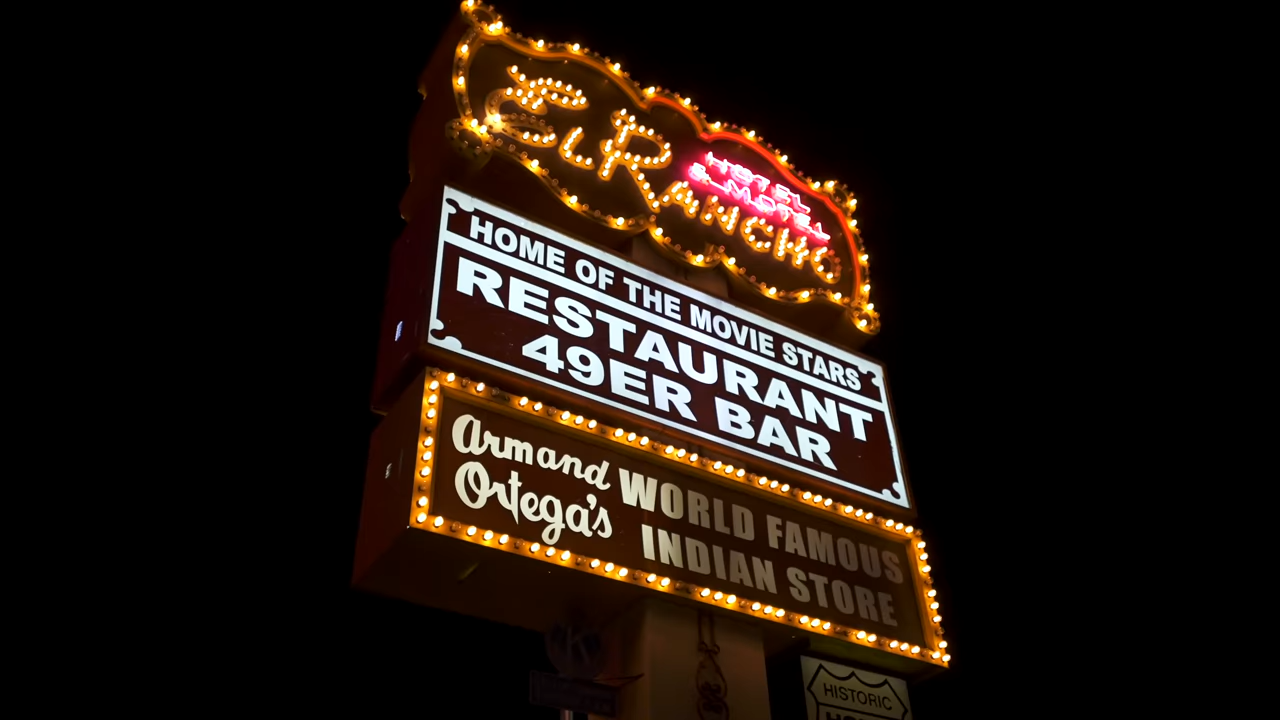 El Rancho
HOTEL
& MOTEL
HOME OF THE MOVIE STARS
RESTAURANT
49ER BAR
Armand
Ortega's
WORLD FAMOUS
INDIAN STORE
K
HISTORIC